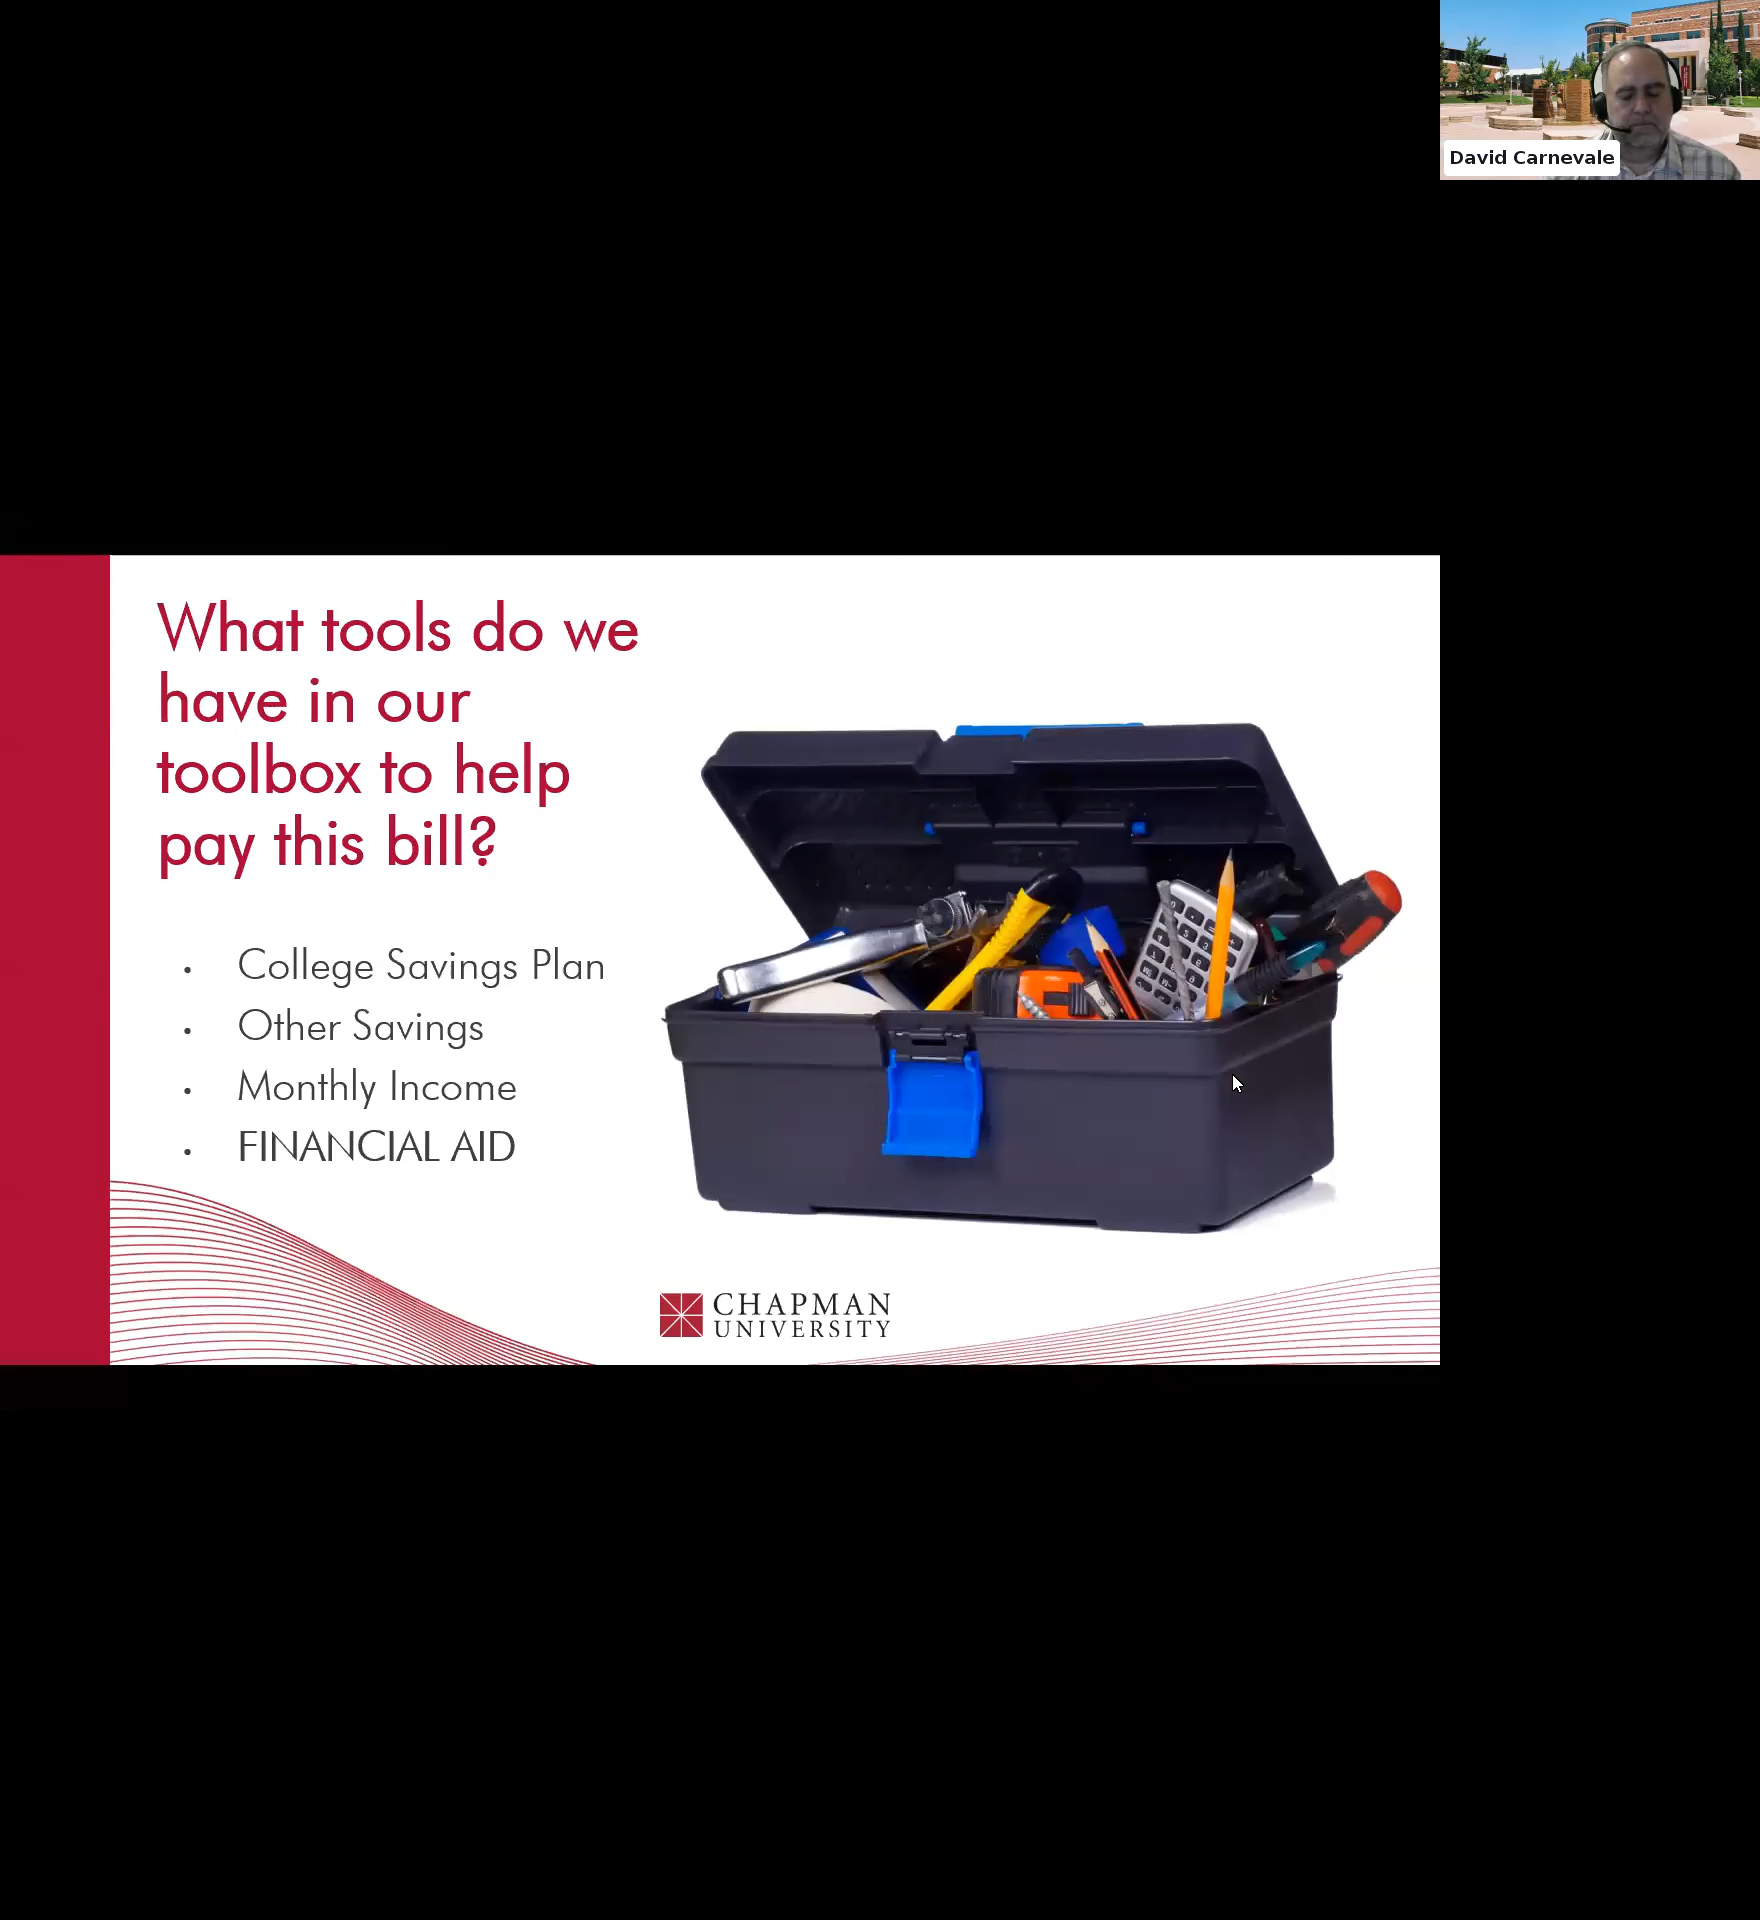 David Carnevale
What tools do we
have in our
toolbox to help
pay this bill?
• College Savings Plan
• Other Savings
• Monthly Income
• FINANCIAL AID
CHAPMAN
UNIVERSITY